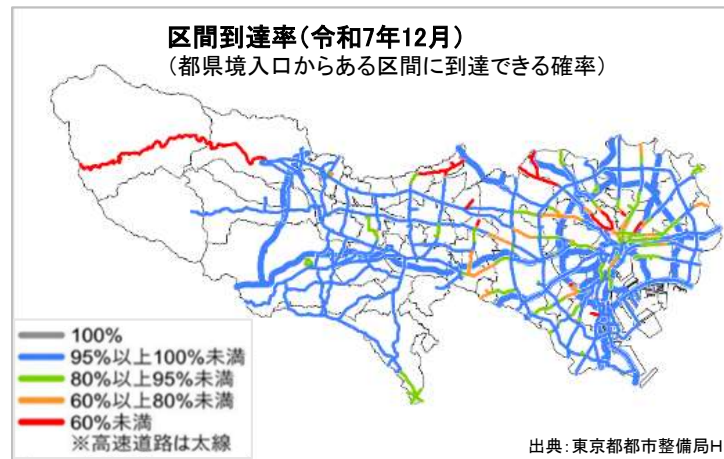 区間到達率（令和7年12月）
（都県境入口からある区間に到達できる確率）
100%
95%以上100%未満
80%以上95%未満
60%以上80%未満
60%未満
※高速道路は太線
出典：東京都都市整備局H